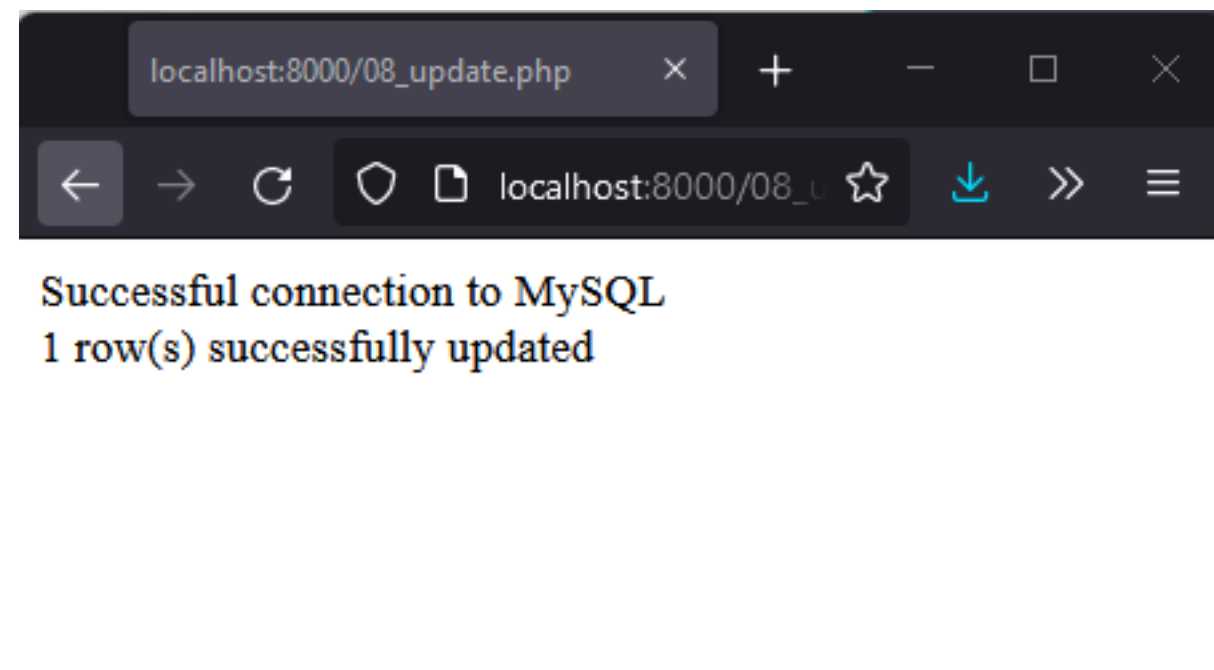 localhost:8000/08_update.php
localhost:8000/08_u
Successful connection to MySQL
1 row(s) successfully updated